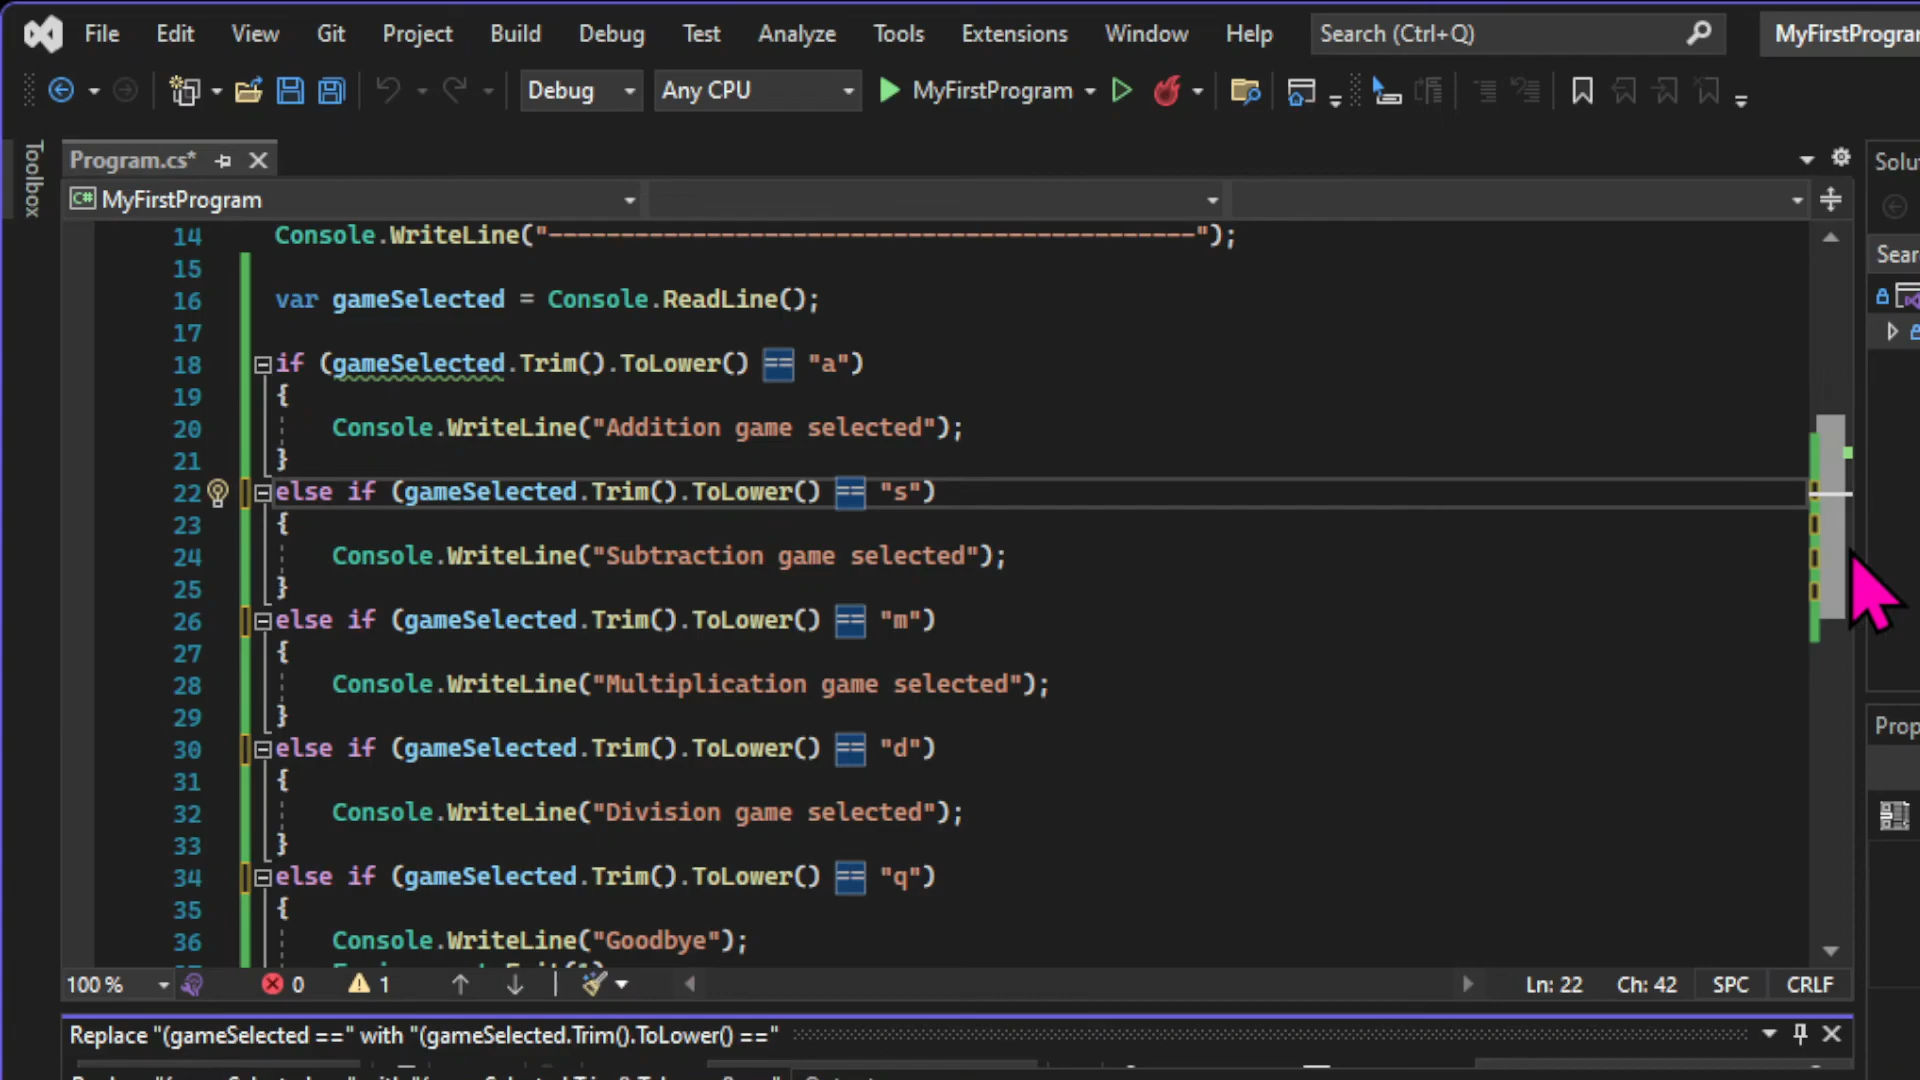 File Edit View Git Project Build Debug Test Analyze Tools Extensions Window Help Search (Ctrl+Q) MyFirstProgram
Debug Any CPU MyFirstProgram
Toolbox
Program.cs*
C# MyFirstProgram
14 Console.WriteLine("---------------------------------------------");
15
16 var gameSelected = Console.ReadLine();
17
18 if (gameSelected.Trim().ToLower() == "a")
19 {
20 Console.WriteLine("Addition game selected");
21 }
22 else if (gameSelected.Trim().ToLower() == "s")
23 {
24 Console.WriteLine("Subtraction game selected");
25 }
26 else if (gameSelected.Trim().ToLower() == "m")
27 {
28 Console.WriteLine("Multiplication game selected");
29 }
30 else if (gameSelected.Trim().ToLower() == "d")
31 {
32 Console.WriteLine("Division game selected");
33 }
34 else if (gameSelected.Trim().ToLower() == "q")
35 {
36 Console.WriteLine("Goodbye");
100 % 0 1 Ln: 22 Ch: 42 SPC CRLF
Replace "(gameSelected ==" with "(gameSelected.Trim().ToLower() =="
Solu
Sear
Prop